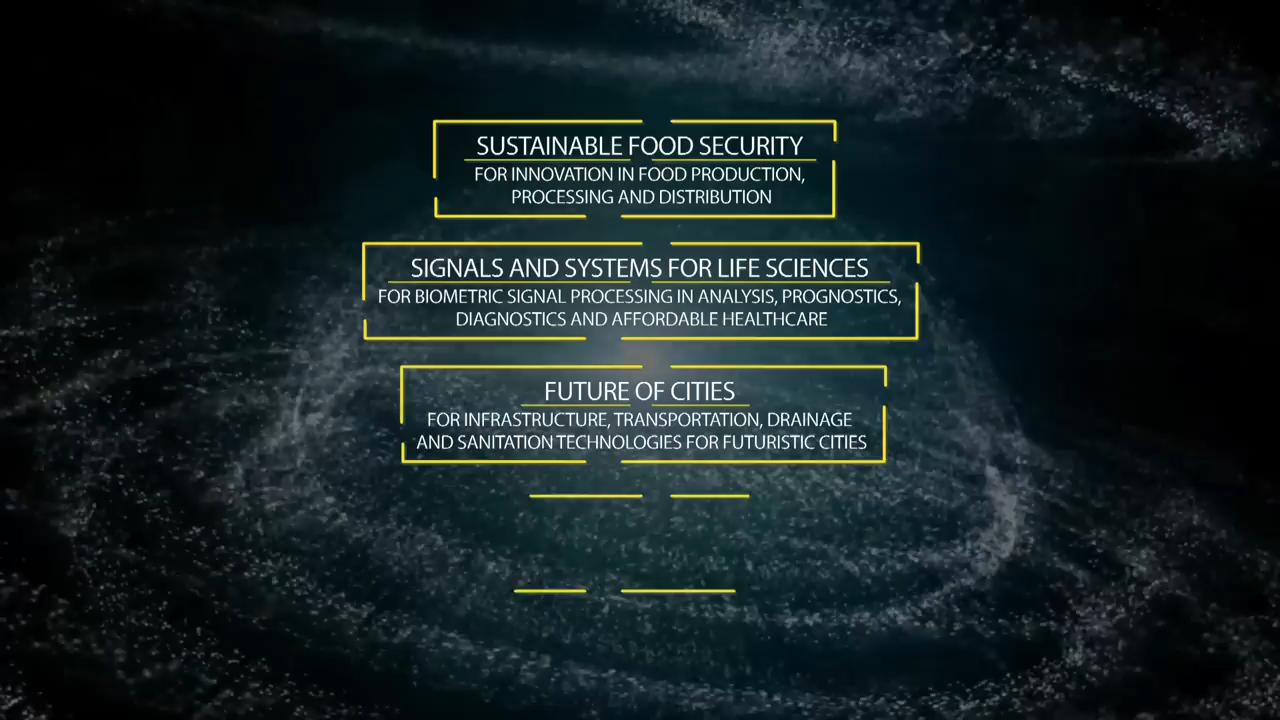 SUSTAINABLE FOOD SECURITY
FOR INNOVATION IN FOOD PRODUCTION,
PROCESSING AND DISTRIBUTION
SIGNALS AND SYSTEMS FOR LIFE SCIENCES
FOR BIOMETRIC SIGNAL PROCESSING IN ANALYSIS, PROGNOSTICS,
DIAGNOSTICS AND AFFORDABLE HEALTHCARE
FUTURE OF CITIES
FOR INFRASTRUCTURE, TRANSPORTATION, DRAINAGE
AND SANITATION TECHNOLOGIES FOR FUTURISTIC CITIES